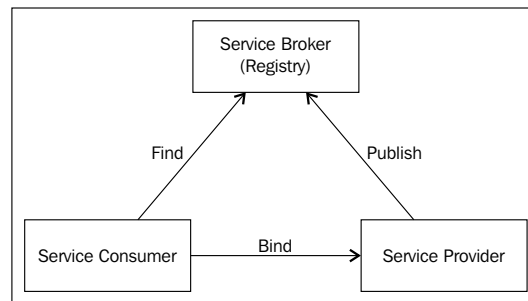 Service Broker
(Registry)
Find
Publish
Service Consumer
Bind
Service Provider